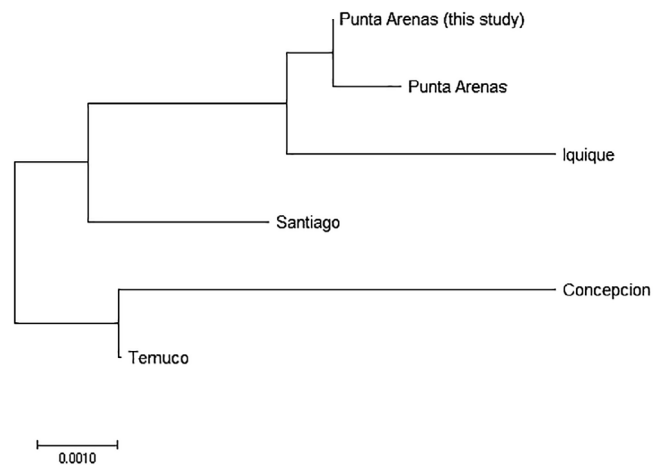 Punta Arenas (this study)
Punta Arenas
Iquique
Santiago
Concepcion
Temuco
0.0010